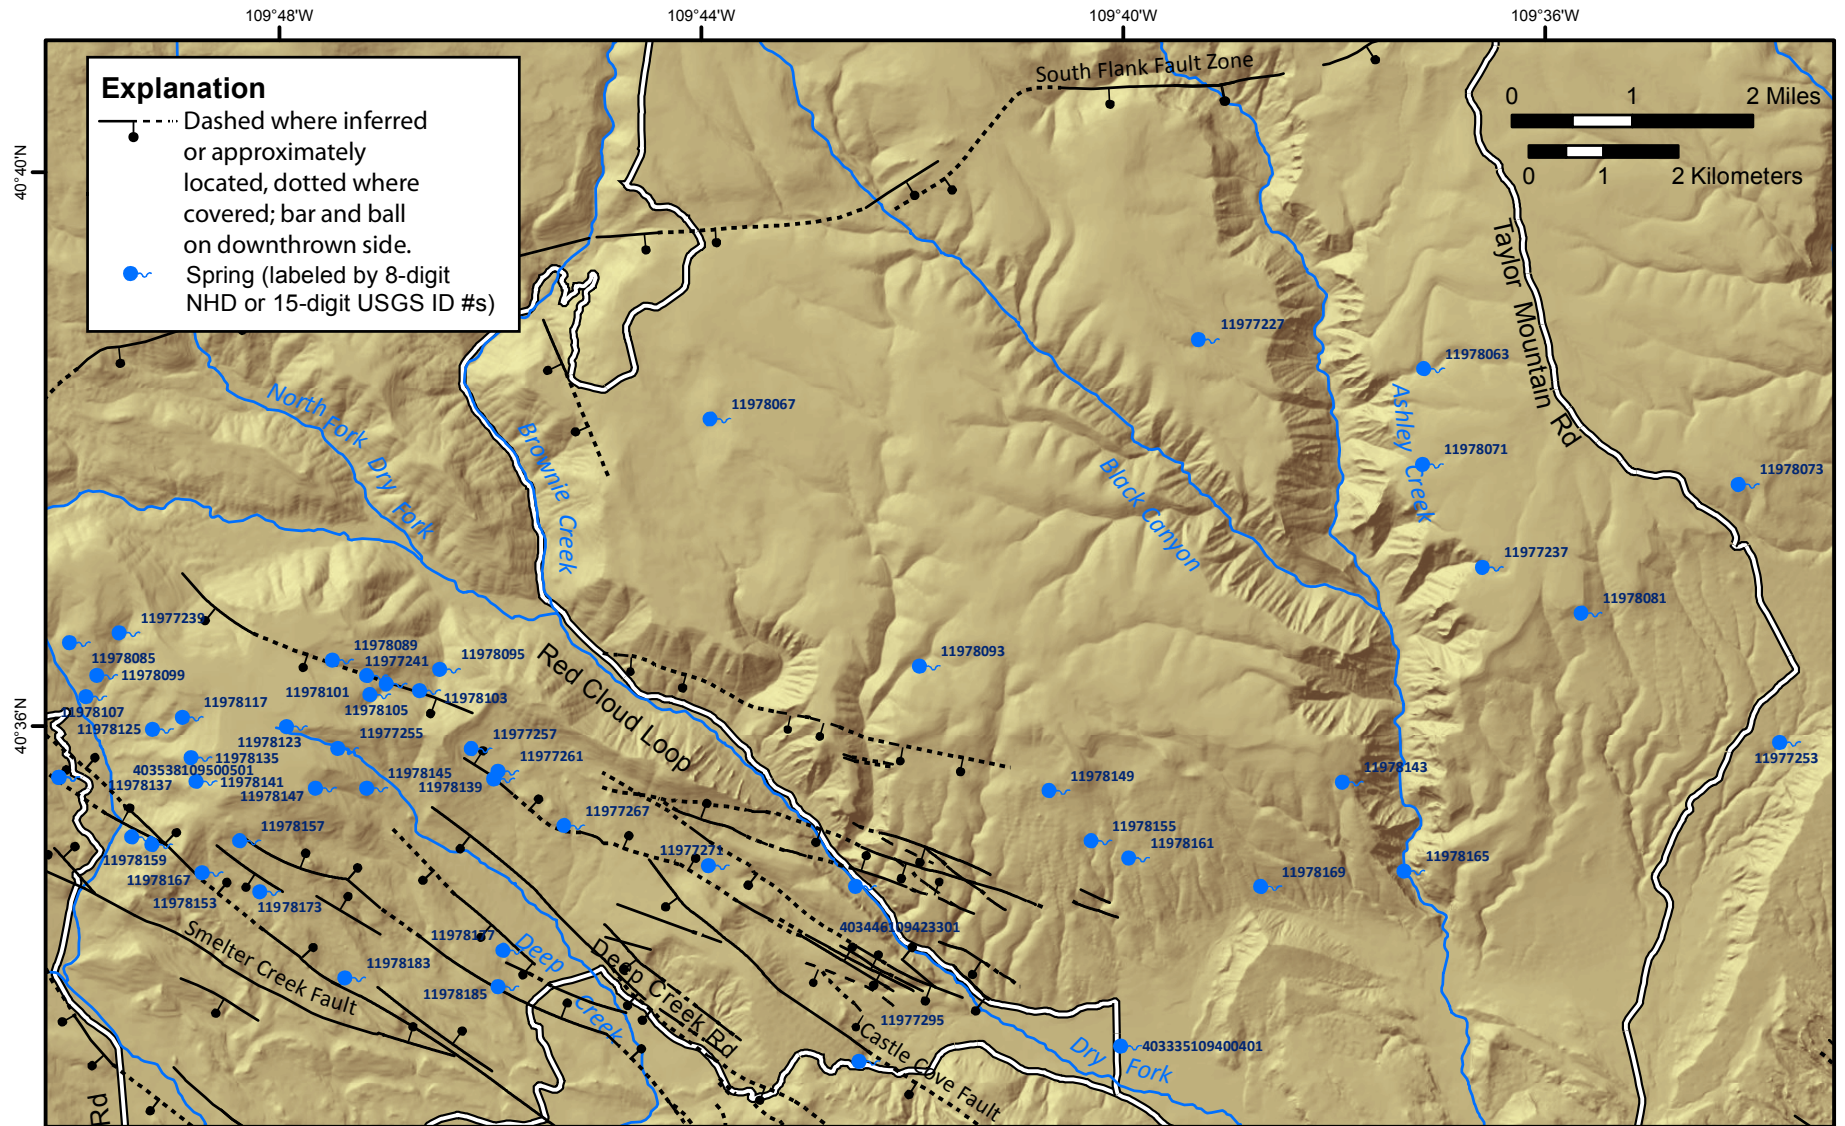 109°48'W
109°44'W
109°40'W
109°36'W
40°40'N
40°36'N
Explanation
Dashed where inferred
or approximately
located, dotted where
covered; bar and ball
on downthrown side.
Spring (labeled by 8-digit
NHD or 15-digit USGS ID #s)
South Flank Fault Zone
0 1 2 Miles
0 1 2 Kilometers
Taylor Mountain Rd
11977227
11978063
11978067
North Fork Dry Fork
Brownie Creek
Black Canyon
Ashley Creek
11978071
11978073
11977237
11978081
11977239
11978085
11978099
11978089
11977241
11978095
11978093
11978101
11978103
11978105
11978107
11978117
11978125
11978123
11977255
11977257
11977261
Red Cloud Loop
11978135
403538109500501
11978137
11978141
11978145
11978147
11978139
11977253
11978149
11978143
11977267
11978157
11978155
11978161
11977271
11978159
11978167
11978165
11978169
11978153
11978173
403446109423301
11978177
Smelter Creek Fault
Deep Creek
Deep Creek Rd
11978183
11978185
11977295
Castle Cove Fault
Dry Fork
403335109400401
Rd